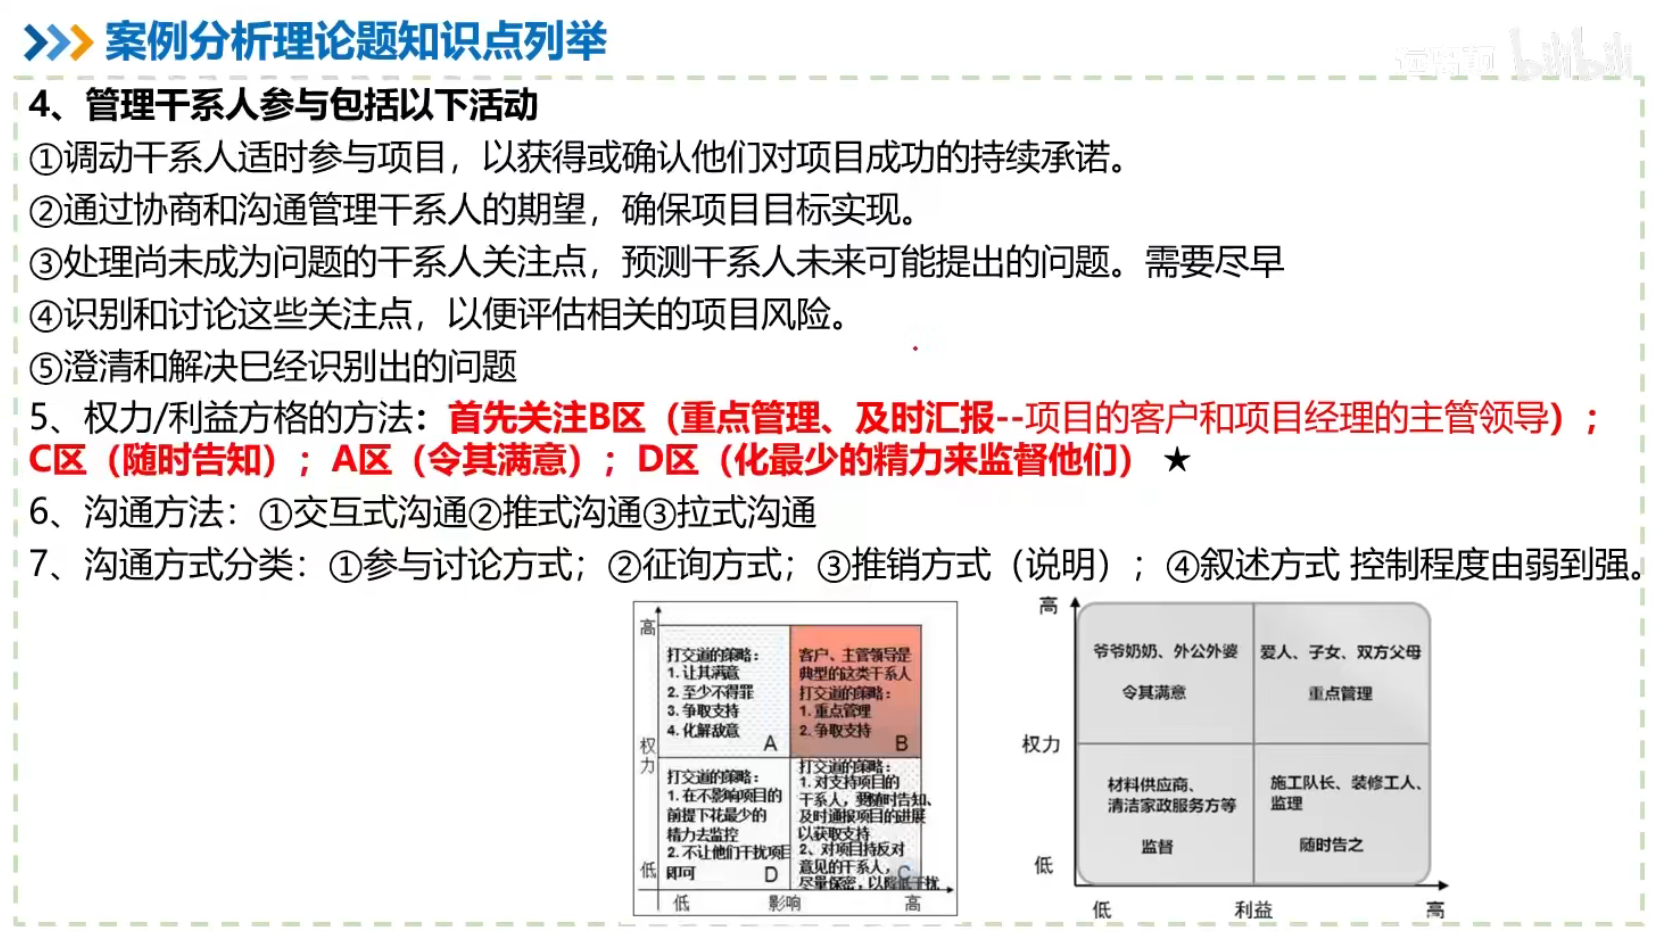 案例分析理论题知识点列举
bilibili
4、管理干系人参与包括以下活动
①调动干系人适时参与项目，以获得或确认他们对项目成功的持续承诺。
②通过协商和沟通管理干系人的期望，确保项目目标实现。
③处理尚未成为问题的干系人关注点，预测干系人未来可能提出的问题。需要尽早
④识别和讨论这些关注点，以便评估相关的项目风险。
⑤澄清和解决巳经识别出的问题
5、权力/利益方格的方法：首先关注B区（重点管理、及时汇报--项目的客户和项目经理的主管领导）；
C区（随时告知）；A区（令其满意）；D区（化最少的精力来监督他们） ★
6、沟通方法：①交互式沟通②推式沟通③拉式沟通
7、沟通方式分类：①参与讨论方式；②征询方式；③推销方式（说明）；④叙述方式 控制程度由弱到强。
高
权
力
低
打交道的策略：
1. 让其满意
2. 至少不得罪
3. 争取支持
4. 化解敌意
A
客户、主管领导是
典型的这类干系人
打交道的策略：
1. 重点管理
2. 争取支持
B
打交道的策略：
1. 在不影响项目的
前提下花最少的
精力去监控
2. 不让他们干扰项目
即可
D
打交道的策略：
1. 对支持项目的
干系人，要随时告知、
及时通报项目的进展
以获取支持
2、对项目持反对
意见的干系人，
尽量保密，以降低干扰
C
低
影响
高
高
权力
低
爷爷奶奶、外公外婆
令其满意
爱人、子女、双方父母
重点管理
材料供应商、
清洁家政服务方等
监督
施工队长、装修工人、
监理
随时告之
低
利益
高